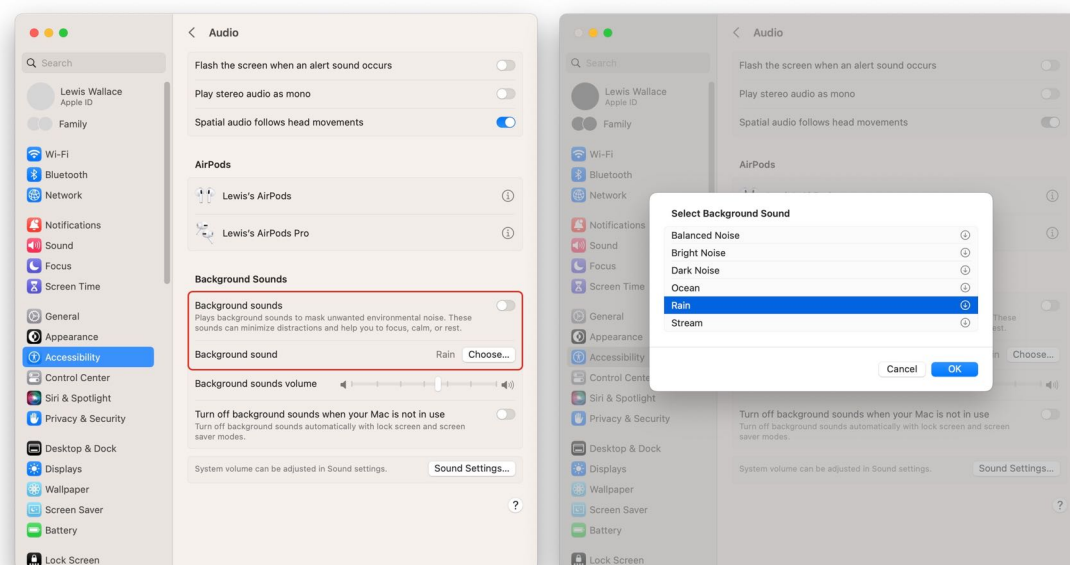 Audio
Search
Lewis Wallace
Apple ID
Family
Wi-Fi
Bluetooth
Network
Notifications
Sound
Focus
Screen Time
General
Appearance
Accessibility
Control Center
Siri & Spotlight
Privacy & Security
Desktop & Dock
Displays
Wallpaper
Screen Saver
Battery
Lock Screen
Flash the screen when an alert sound occurs
Play stereo audio as mono
Spatial audio follows head movements
AirPods
Lewis's AirPods
Lewis's AirPods Pro
Background Sounds
Background sounds
Plays background sounds to mask unwanted environmental noise. These
sounds can minimize distractions and help you to focus, calm, or rest.
Background sound Rain Choose...
Background sounds volume
Turn off background sounds when your Mac is not in use
Turn off background sounds automatically with lock screen and screen
saver modes.
System volume can be adjusted in Sound settings. Sound Settings...
?
Audio
Search
Lewis Wallace
Apple ID
Family
Wi-Fi
Bluetooth
Network
Notifications
Sound
Focus
Screen Time
General
Appearance
Accessibility
Control Cente
Siri & Spotlight
Privacy & Security
Desktop & Dock
Displays
Wallpaper
Screen Saver
Battery
Lock Screen
Flash the screen when an alert sound occurs
Play stereo audio as mono
Spatial audio follows head movements
AirPods
Select Background Sound
Balanced Noise
Bright Noise
Dark Noise
Ocean
Rain
Stream
Cancel OK
These
est.
n Choose...
Turn off background sounds when your Mac is not in use
Turn off background sounds automatically with lock screen and screen
saver modes.
System volume can be adjusted in Sound settings. Sound Settings...
?